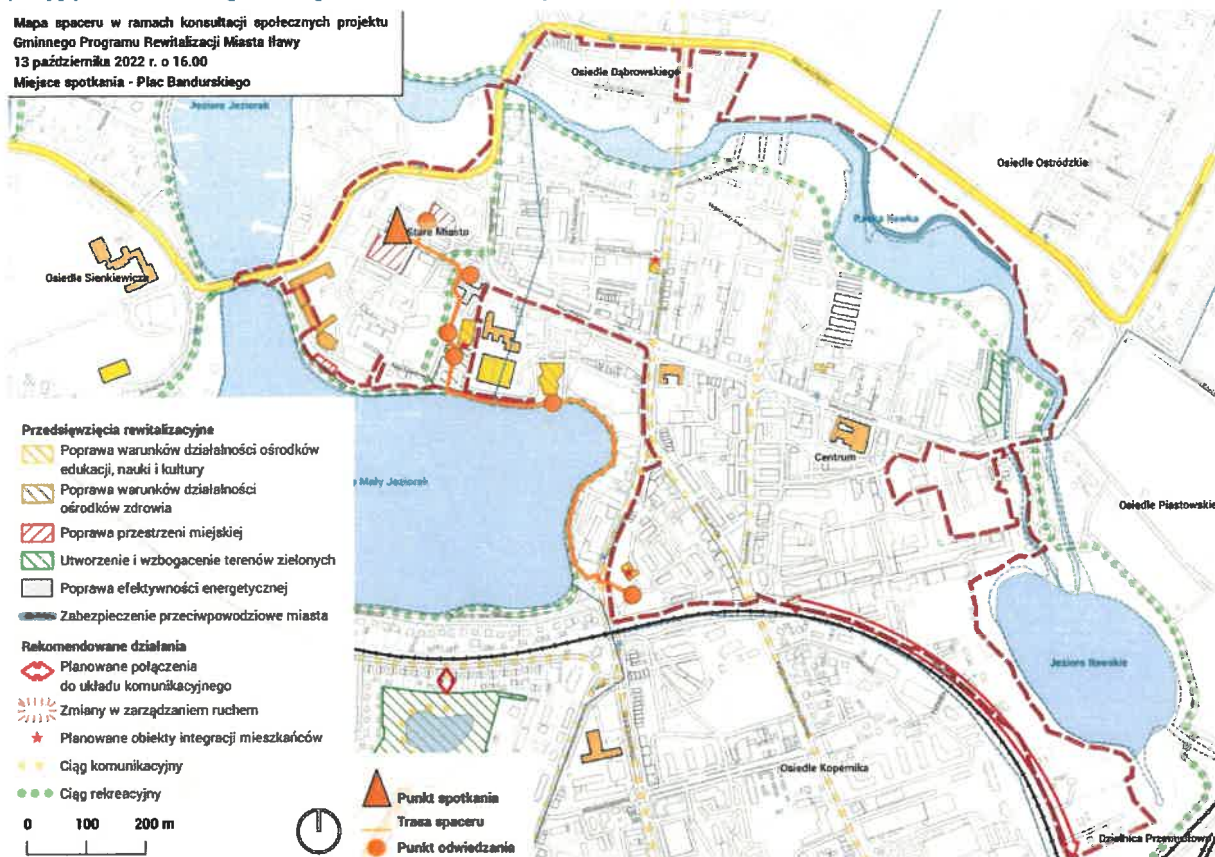 Mapa spaceru w ramach konsultacji społecznych projektu
Gminnego Programu Rewitalizacji Miasta Iławy
13 października 2022 r. o 16.00
Miejsce spotkania - Plac Bandurskiego
Jezioro Jeziorak
Osiedle Dąbrowskiego
Osiedle Ostródzkie
Rzeka Iławka
Stare Miasto
Osiedle Sienkiewicza
Centrum
Mały Jeziorak
Osiedle Piastowskie
Jezioro Iławskie
Osiedle Kopernika
Dzielnica Przemysłowa
Przedsięwzięcia rewitalizacyjne
Poprawa warunków działalności ośrodków
edukacji, nauki i kultury
Poprawa warunków działalności
ośrodków zdrowia
Poprawa przestrzeni miejskiej
Utworzenie i wzbogacenie terenów zielonych
Poprawa efektywności energetycznej
Zabezpieczenie przeciwpowodziowe miasta
Rekomendowane działania
Planowane połączenia
do układu komunikacyjnego
Zmiany w zarządzaniem ruchem
Planowane obiekty integracji mieszkańców
Ciąg komunikacyjny
Ciąg rekreacyjny
0 100 200 m
Punkt spotkania
Trasa spaceru
Punkt odwiedzania